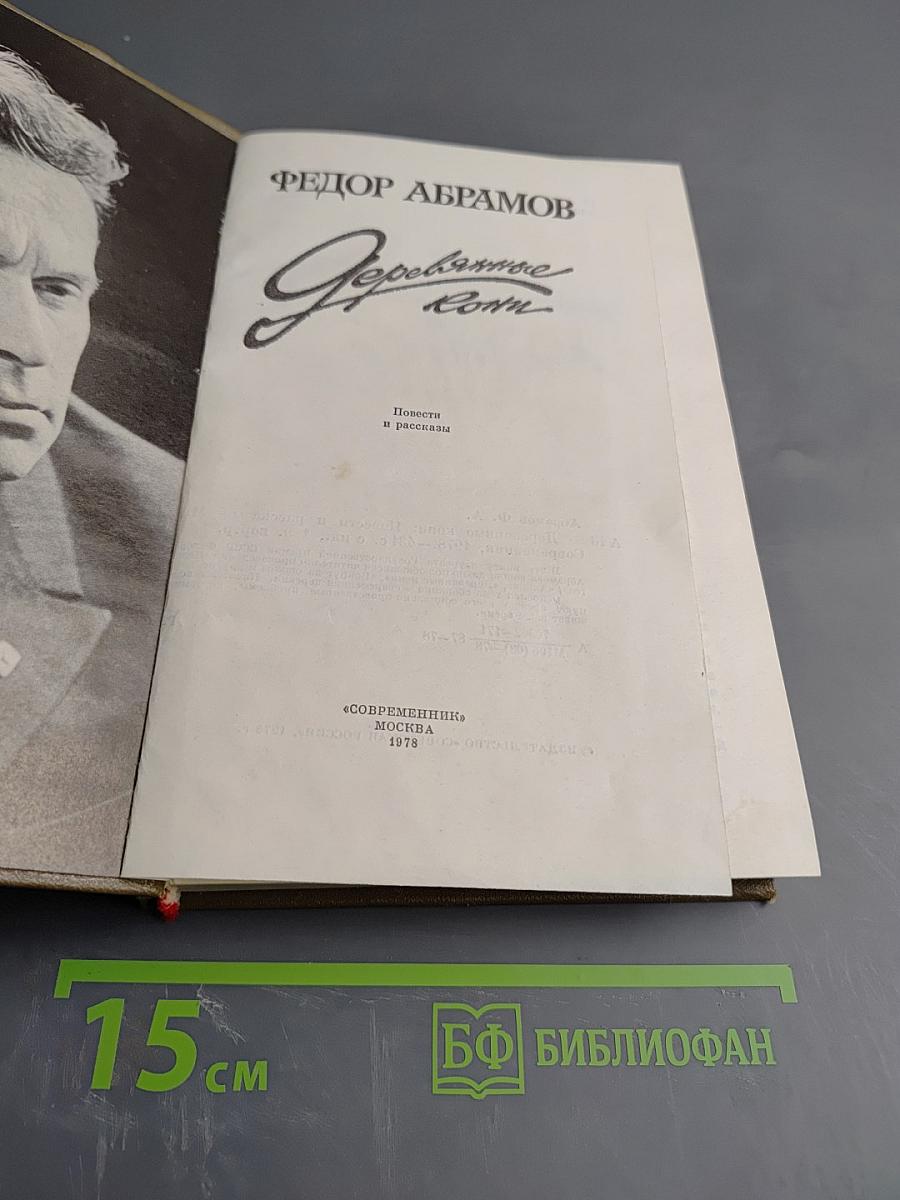 ФЕДОР АБРАМОВ
Деревянные
кони
Повести
и рассказы
«СОВРЕМЕННИК»
МОСКВА
1978
15 см
БФ БИБЛИОФАН